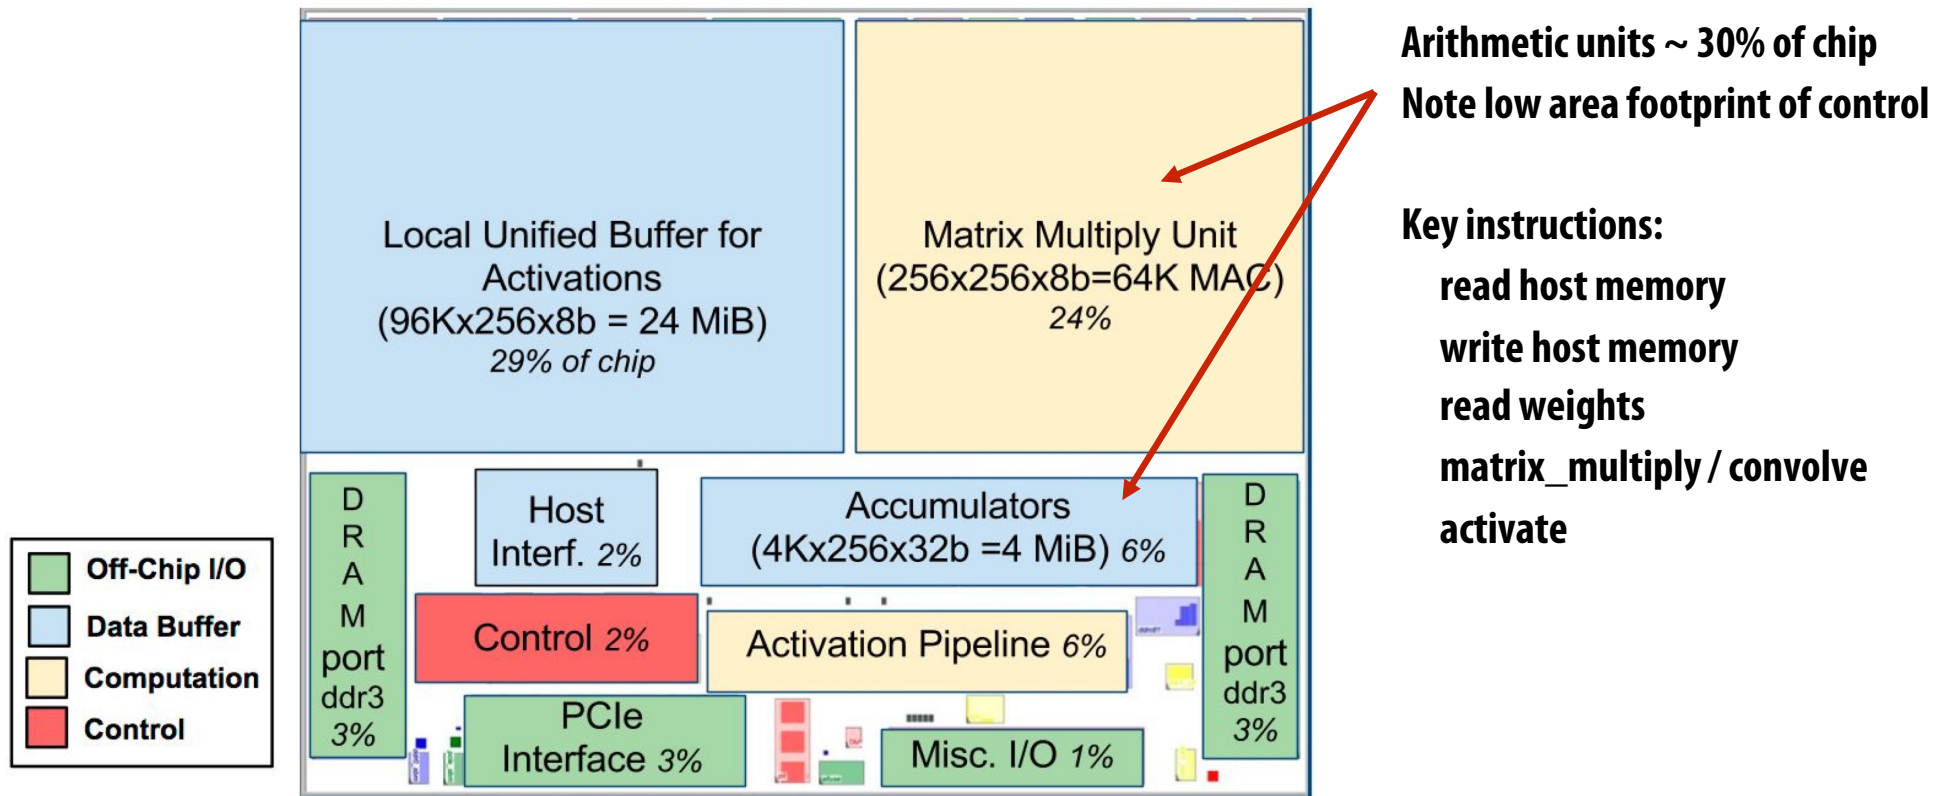 Local Unified Buffer for
Activations
(96Kx256x8b = 24 MiB)
29% of chip
Matrix Multiply Unit
(256x256x8b=64K MAC)
24%
D
R
A
M
port
ddr3
3%
Host
Interf. 2%
Accumulators
(4Kx256x32b =4 MiB) 6%
Control 2%
Activation Pipeline 6%
PCIe
Interface 3%
Misc. I/O 1%
D
R
A
M
port
ddr3
3%
Off-Chip I/O
Data Buffer
Computation
Control
Arithmetic units ~ 30% of chip
Note low area footprint of control
Key instructions:
read host memory
write host memory
read weights
matrix_multiply / convolve
activate